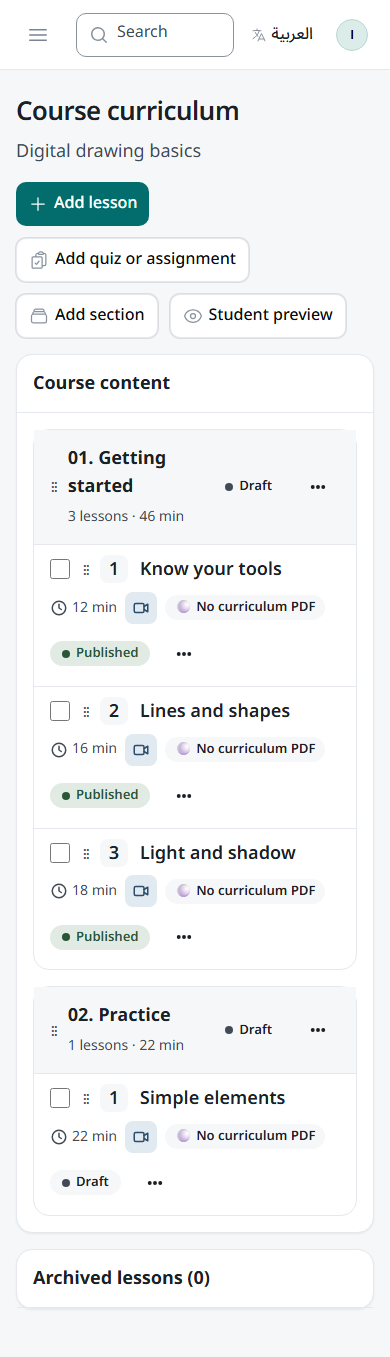 Search
العربية
I
Course curriculum
Digital drawing basics
Add lesson
Add quiz or assignment
Add section
Student preview
Course content
01. Getting
started
Draft
•••
3 lessons · 46 min
1 Know your tools
12 min
No curriculum PDF
Published
•••
2 Lines and shapes
16 min
No curriculum PDF
Published
•••
3 Light and shadow
18 min
No curriculum PDF
Published
•••
02. Practice
Draft
•••
1 lessons · 22 min
1 Simple elements
22 min
No curriculum PDF
Draft
•••
Archived lessons (0)